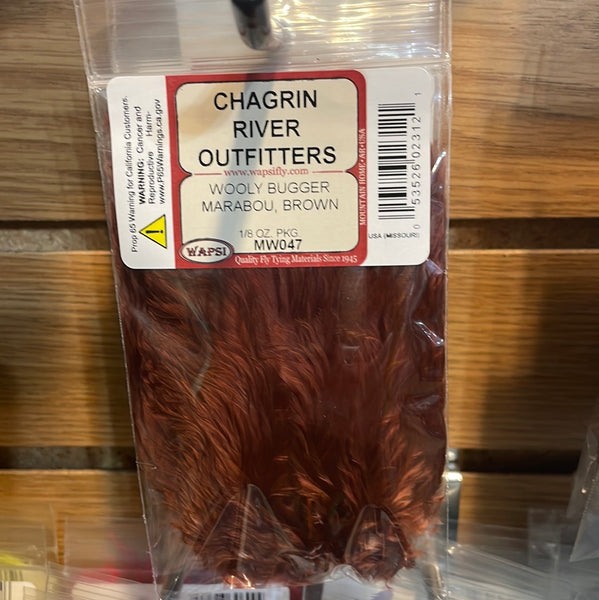 CHAGRIN
RIVER
OUTFITTERS
www.wapsifly.com
WOOLY BUGGER
MARABOU, BROWN
1/8 OZ. PKG
MW047
WAPSI
Quality Fly Tying Materials Since 1945
Prop 65 Warning for California Customers.
WARNING: Cancer and
Reproductive Harm-
www.P65Warnings.ca.gov
MOUNTAIN HOME•AR•USA
0 53526 02312 1
USA (MISSOURI)
WAPSI